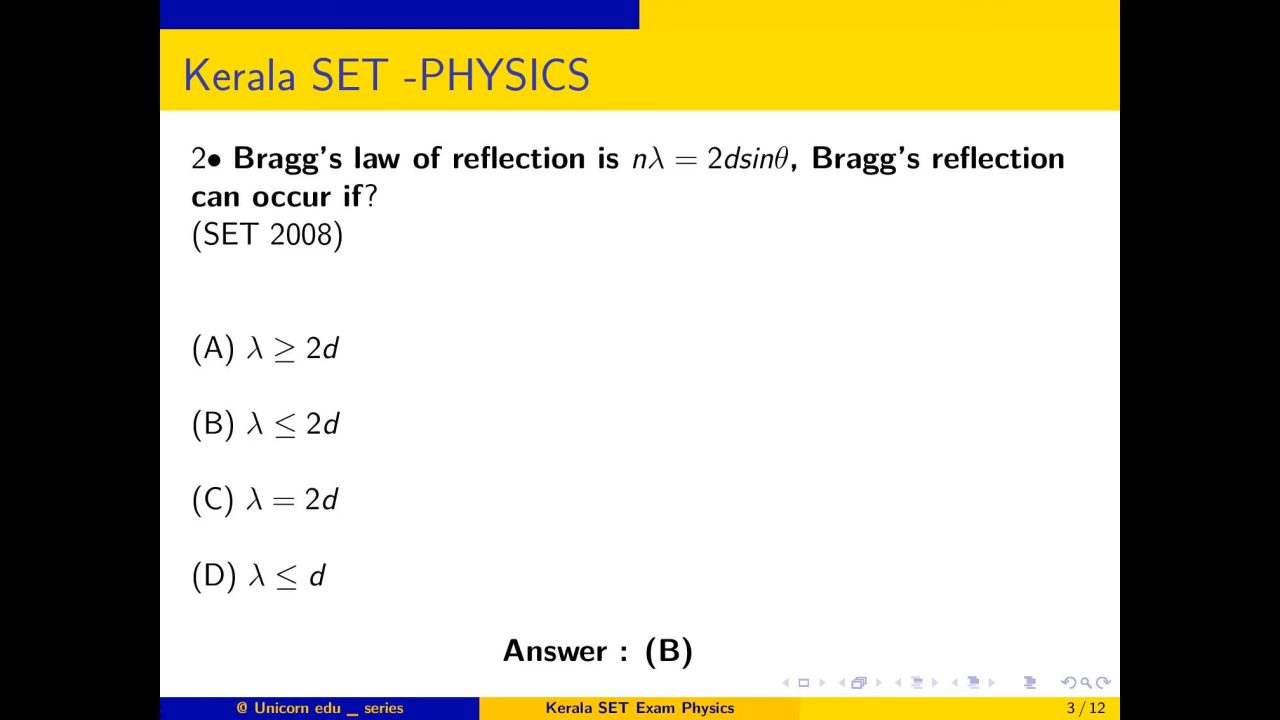 Kerala SET -PHYSICS
2• Bragg's law of reflection is nλ = 2dsinθ, Bragg's reflection
can occur if?
(SET 2008)
(A) λ ≥ 2d
(B) λ ≤ 2d
(C) λ = 2d
(D) λ ≤ d
Answer : (B)
@ Unicorn edu _ series
Kerala SET Exam Physics
3 / 12